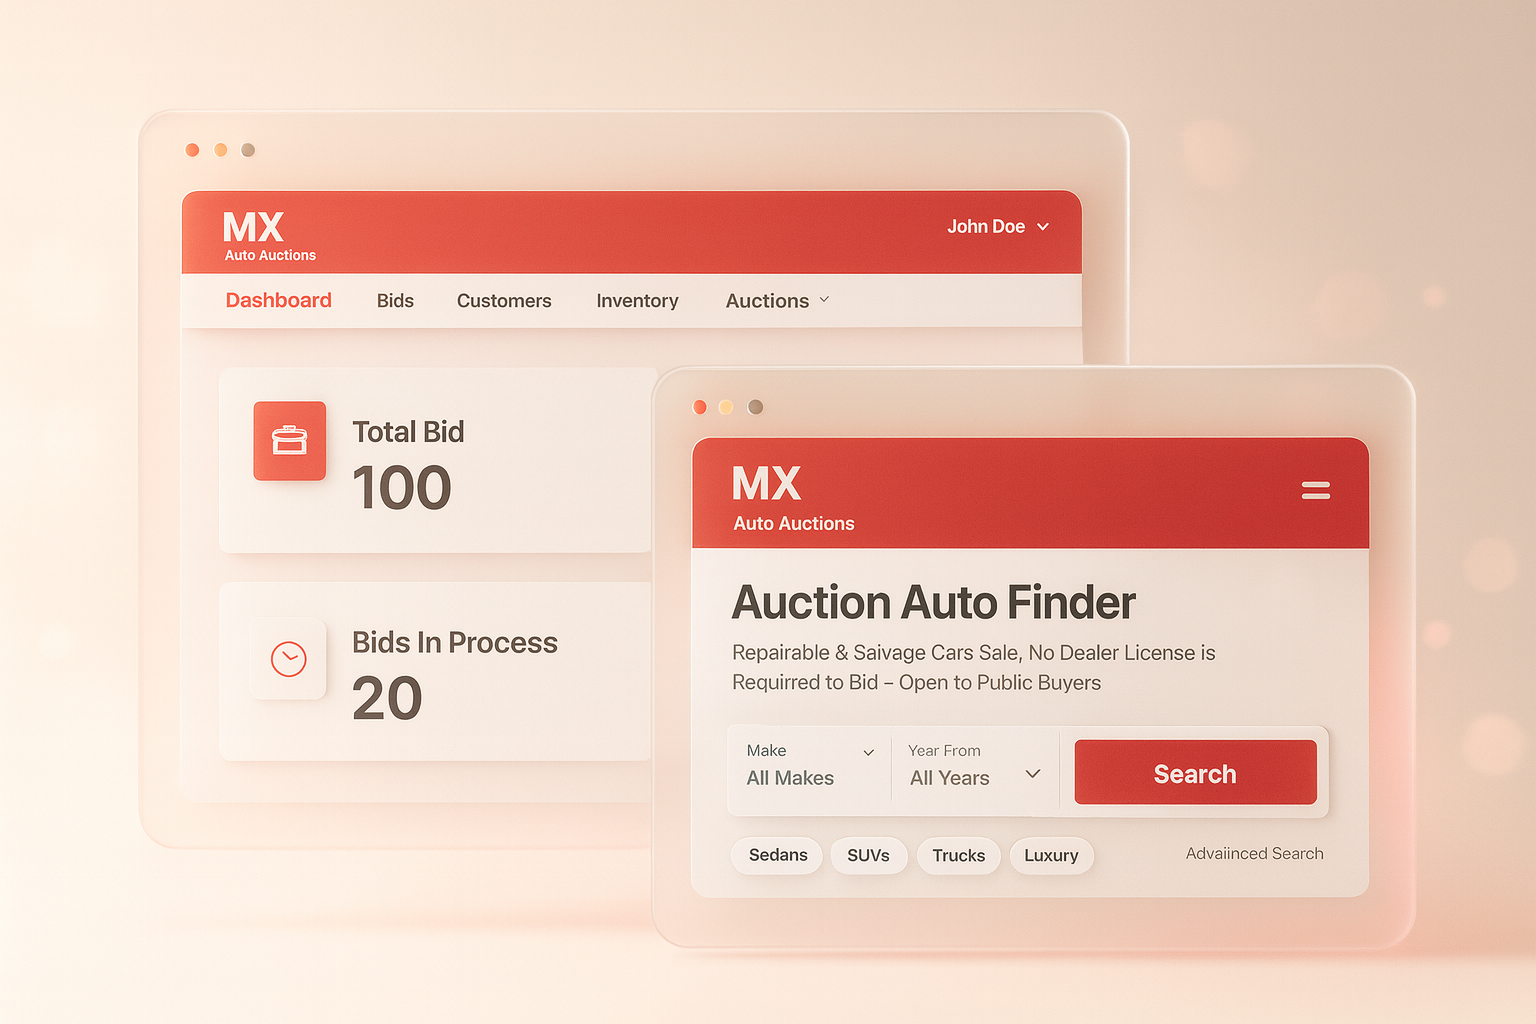 MX
Auto Auctions
John Doe
Dashboard Bids Customers Inventory Auctions
Total Bid
100
Bids In Process
20
MX
Auto Auctions
Auction Auto Finder
Repairable & Saivage Cars Sale, No Dealer License is
Requirred to Bid – Open to Public Buyers
Make
All Makes
Year From
All Years
Search
Sedans SUVs Trucks Luxury
Advaiinced Search